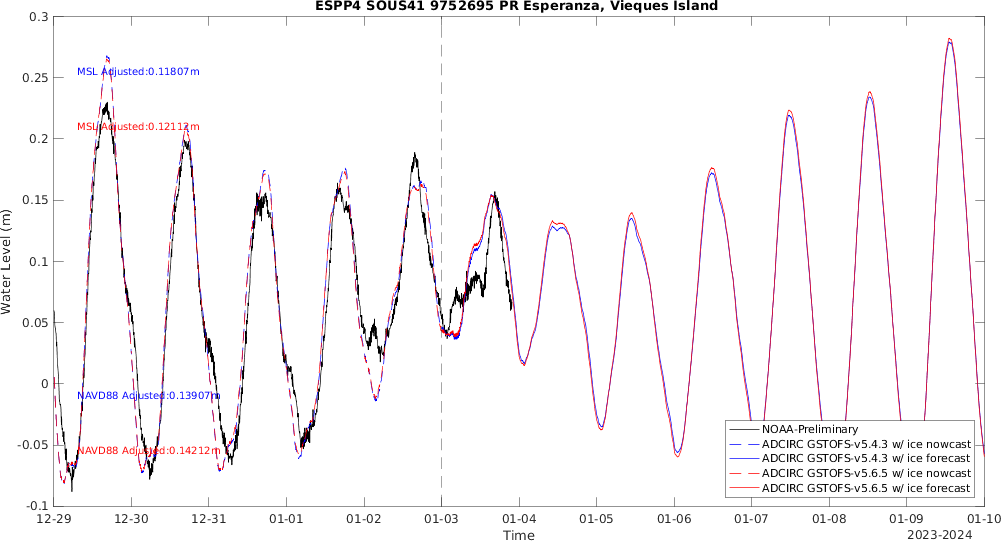 ESPP4 SOUS41 9752695 PR Esperanza, Vieques Island
0.3
0.25
0.2
0.15
0.1
0.05
0
-0.05
-0.1
Water Level (m)
MSL Adjusted:0.11807m
MSL Adjusted:0.12112m
NAVD88 Adjusted:0.13907m
NAVD88 Adjusted:0.14212m
NOAA-Preliminary
ADCIRC GSTOFS-v5.4.3 w/ ice nowcast
ADCIRC GSTOFS-v5.4.3 w/ ice forecast
ADCIRC GSTOFS-v5.6.5 w/ ice nowcast
ADCIRC GSTOFS-v5.6.5 w/ ice forecast
12-29 12-30 12-31 01-01 01-02 01-03 01-04 01-05 01-06 01-07 01-08 01-09 01-10
Time
2023-2024